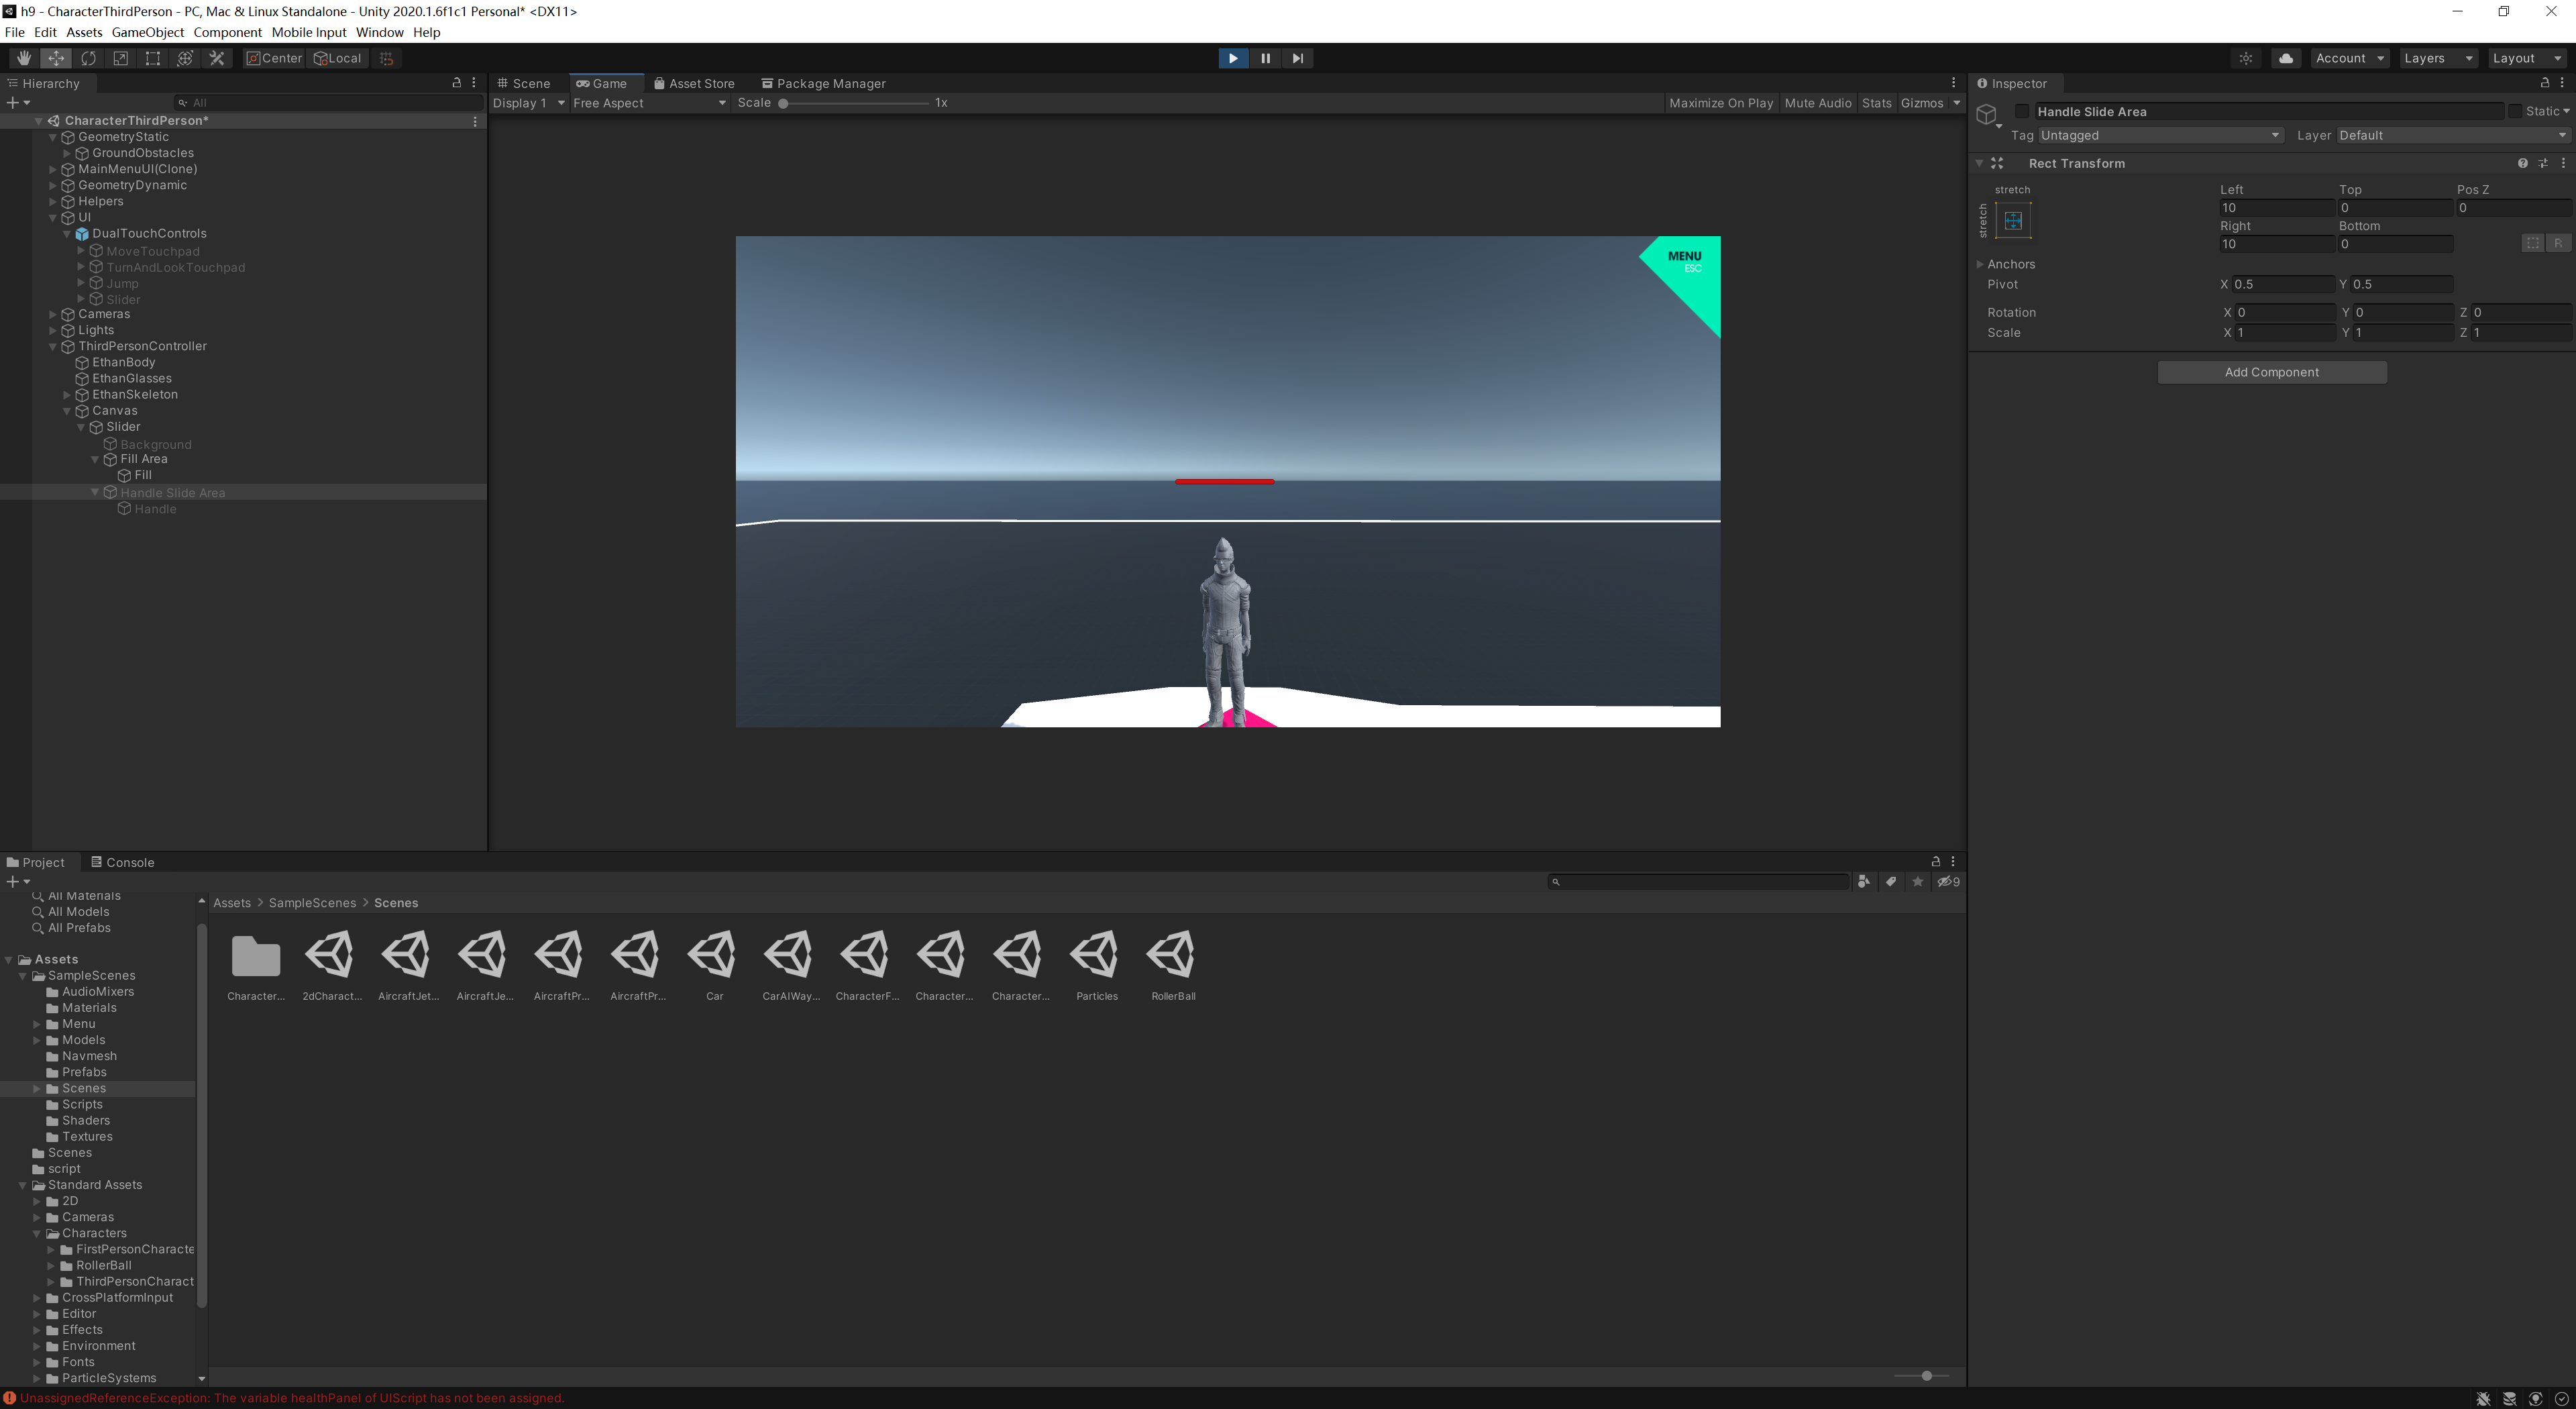 h9 - CharacterThirdPerson - PC, Mac & Linux Standalone - Unity 2020.1.6f1c1 Personal* <DX11>
File Edit Assets GameObject Component Mobile Input Window Help
Center Local
Account Layers Layout
Hierarchy
All
CharacterThirdPerson*
GeometryStatic
GroundObstacles
MainMenuUI(Clone)
GeometryDynamic
Helpers
UI
DualTouchControls
MoveTouchpad
TurnAndLookTouchpad
Jump
Slider
Cameras
Lights
ThirdPersonController
EthanBody
EthanGlasses
EthanSkeleton
Canvas
Slider
Background
Fill Area
Fill
Handle Slide Area
Handle
Scene Game Asset Store Package Manager
Display 1 Free Aspect Scale 1x Maximize On Play Mute Audio Stats Gizmos
MENU
ESC
Inspector
Handle Slide Area Static
Tag Untagged Layer Default
Rect Transform
stretch
stretch
Left Top Pos Z
10 0 0
Right Bottom
10 0 R
Anchors
Pivot X 0.5 Y 0.5
Rotation X 0 Y 0 Z 0
Scale X 1 Y 1 Z 1
Add Component
Project Console
9
All Materials
All Models
All Prefabs
Assets
SampleScenes
AudioMixers
Materials
Menu
Models
Navmesh
Prefabs
Scenes
Scripts
Shaders
Textures
Scenes
script
Standard Assets
2D
Cameras
Characters
FirstPersonCharacte
RollerBall
ThirdPersonCharact
CrossPlatformInput
Editor
Effects
Environment
Fonts
ParticleSystems
Assets > SampleScenes > Scenes
Character... 2dCharact... AircraftJet... AircraftJe... AircraftPr... AircraftPr... Car CarAIWay... CharacterF... Character... Character... Particles RollerBall
UnassignedReferenceException: The variable healthPanel of UIScript has not been assigned.